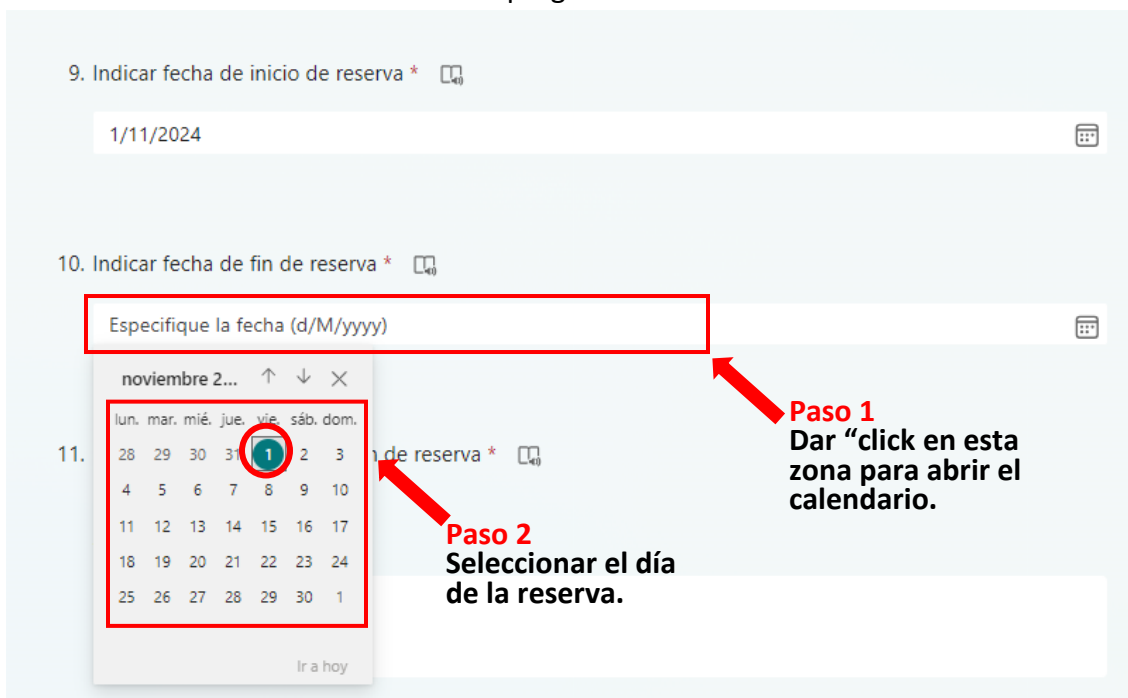 9. Indicar fecha de inicio de reserva *
1/11/2024
10. Indicar fecha de fin de reserva *
Especifique la fecha (d/M/yyyy)
noviembre 2...
lun. mar. mié. jue. vie. sáb. dom.
28 29 30 31 1 2 3
4 5 6 7 8 9 10
11 12 13 14 15 16 17
18 19 20 21 22 23 24
25 26 27 28 29 30 1
Ir a hoy
11. de reserva *
Paso 1
Dar “click en esta
zona para abrir el
calendario.
Paso 2
Seleccionar el día
de la reserva.